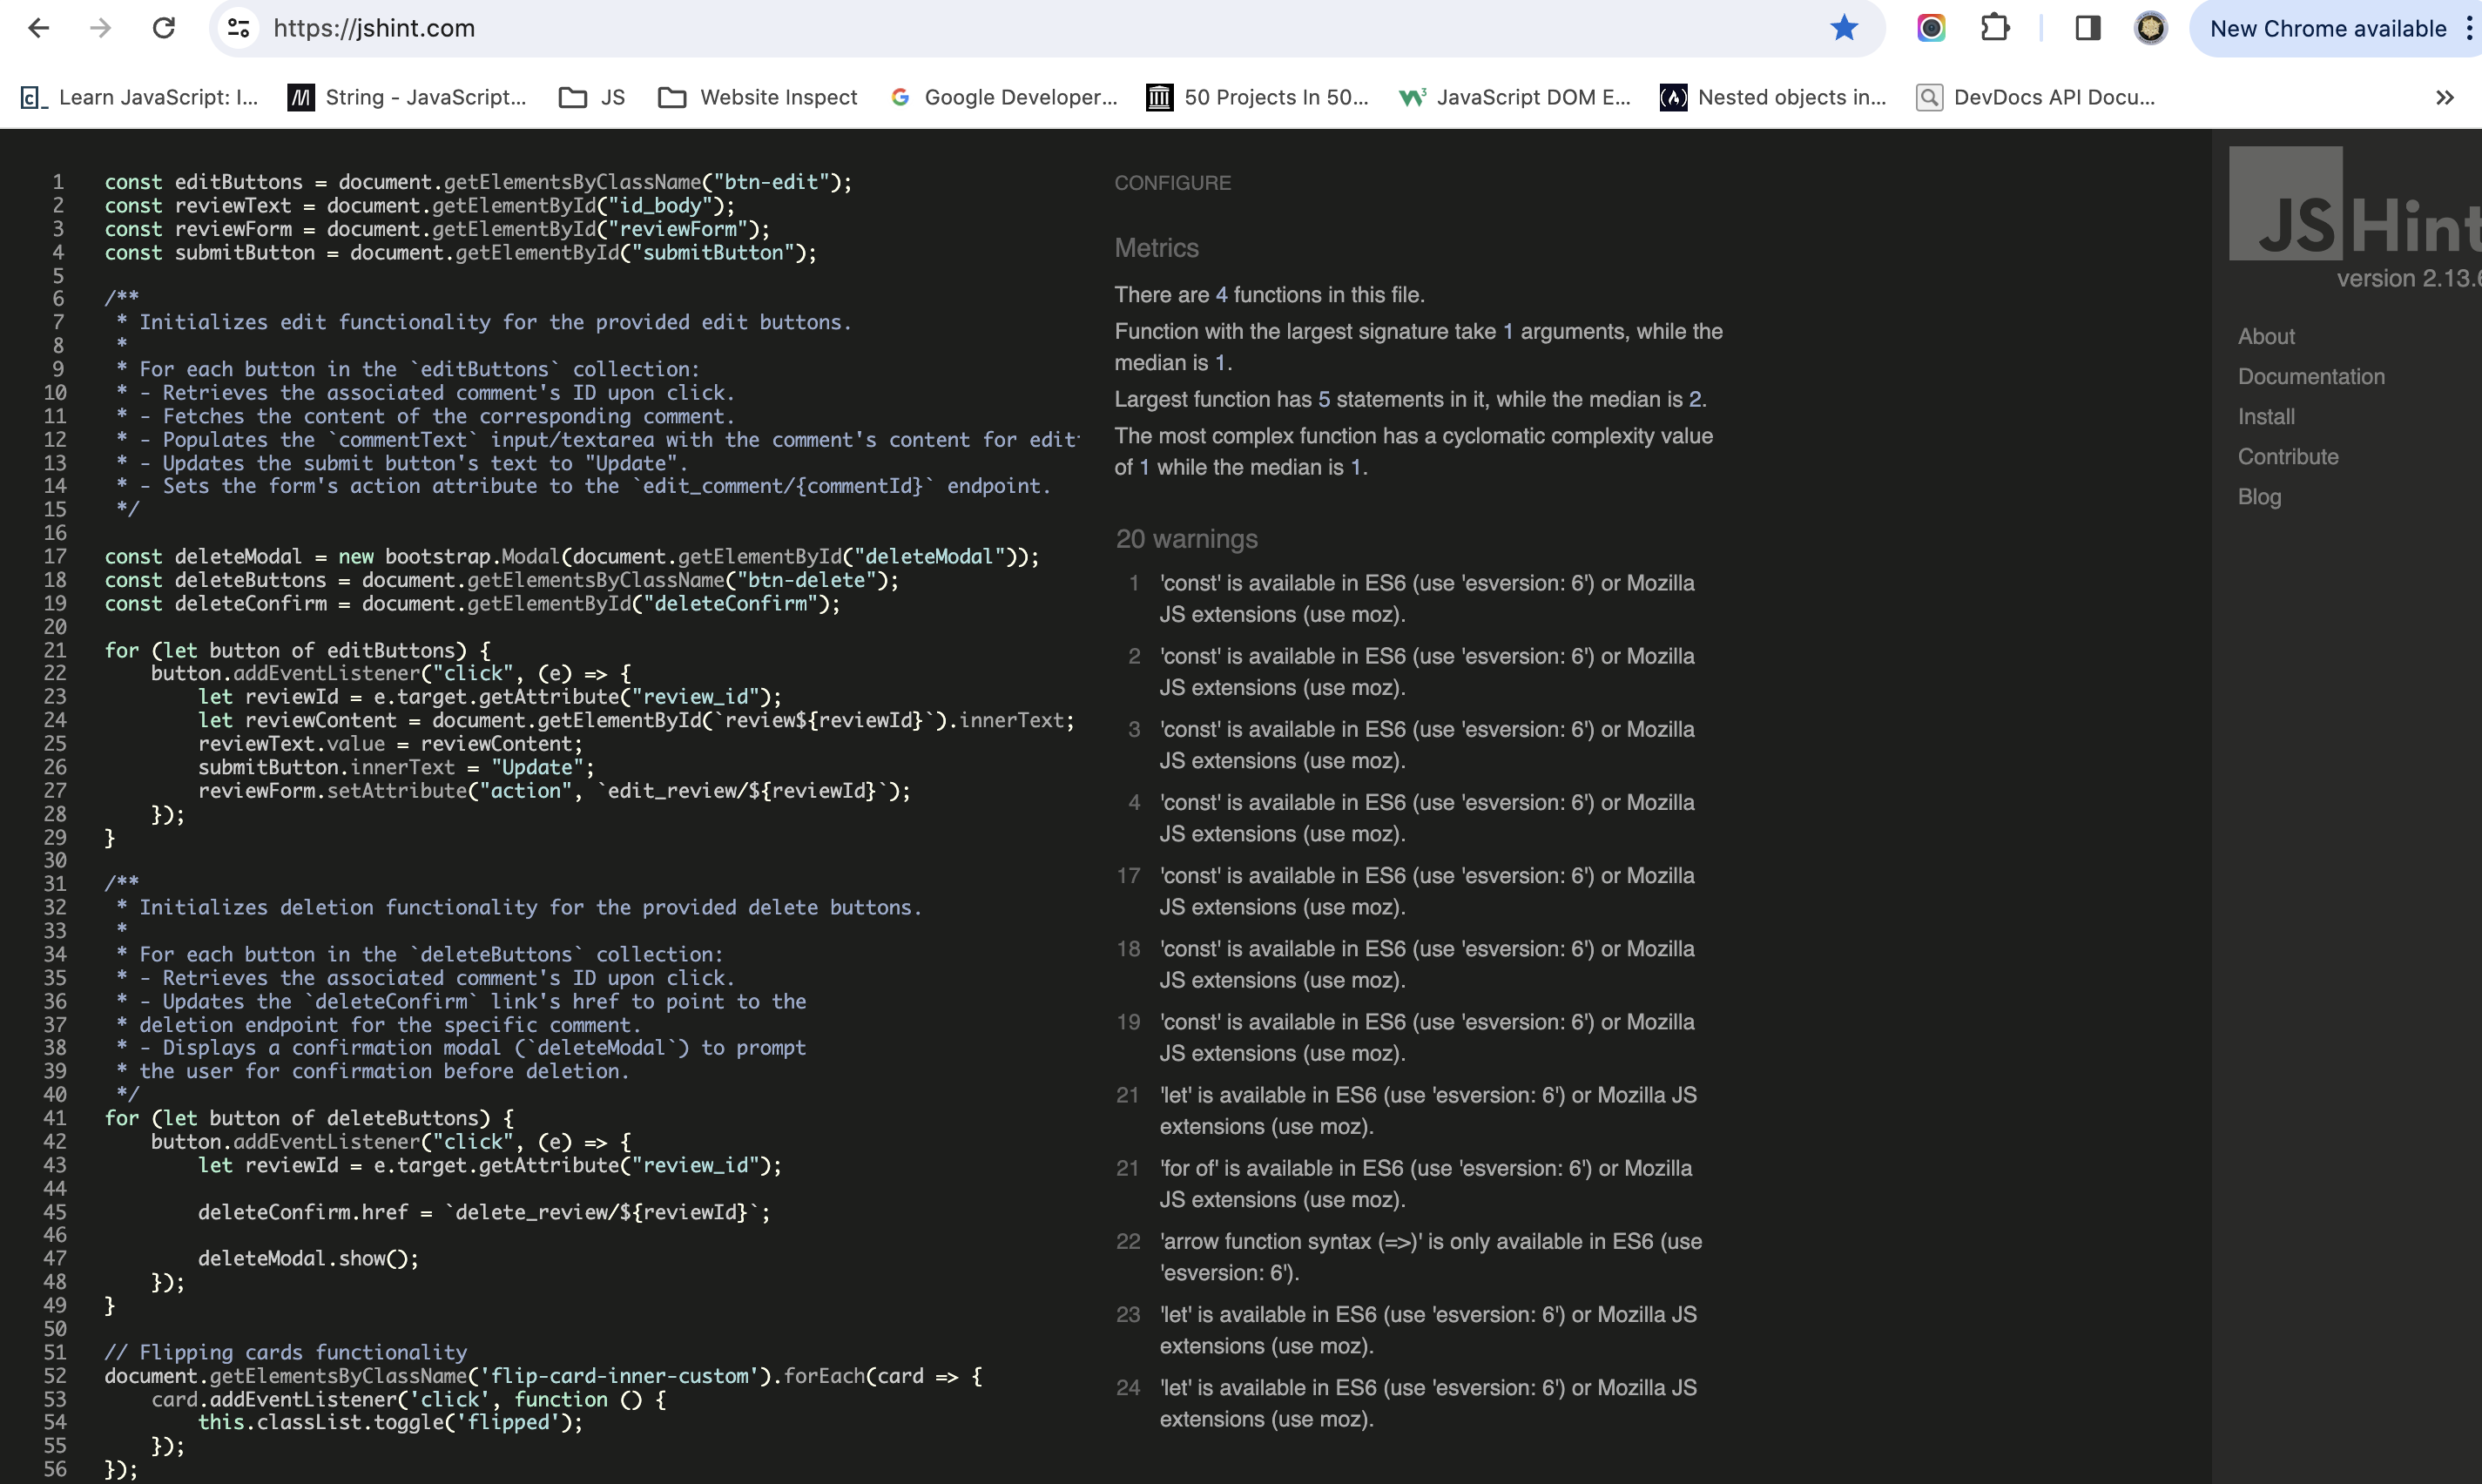 https://jshint.com
New Chrome available
Learn JavaScript: I...
String - JavaScript...
JS
Website Inspect
Google Developer...
50 Projects In 50...
JavaScript DOM E...
Nested objects in...
DevDocs API Docu...
1 const editButtons = document.getElementsByClassName("btn-edit");
2 const reviewText = document.getElementById("id_body");
3 const reviewForm = document.getElementById("reviewForm");
4 const submitButton = document.getElementById("submitButton");
5
6 /**
7 * Initializes edit functionality for the provided edit buttons.
8 *
9 * For each button in the `editButtons` collection:
10 * - Retrieves the associated comment's ID upon click.
11 * - Fetches the content of the corresponding comment.
12 * - Populates the `commentText` input/textarea with the comment's content for edit
13 * - Updates the submit button's text to "Update".
14 * - Sets the form's action attribute to the `edit_comment/{commentId}` endpoint.
15 */
16
17 const deleteModal = new bootstrap.Modal(document.getElementById("deleteModal"));
18 const deleteButtons = document.getElementsByClassName("btn-delete");
19 const deleteConfirm = document.getElementById("deleteConfirm");
20
21 for (let button of editButtons) {
22     button.addEventListener("click", (e) => {
23         let reviewId = e.target.getAttribute("review_id");
24         let reviewContent = document.getElementById(`review${reviewId}`).innerText;
25         reviewText.value = reviewContent;
26         submitButton.innerText = "Update";
27         reviewForm.setAttribute("action", `edit_review/${reviewId}`);
28     });
29 }
30
31 /**
32 * Initializes deletion functionality for the provided delete buttons.
33 *
34 * For each button in the `deleteButtons` collection:
35 * - Retrieves the associated comment's ID upon click.
36 * - Updates the `deleteConfirm` link's href to point to the
37 * deletion endpoint for the specific comment.
38 * - Displays a confirmation modal (`deleteModal`) to prompt
39 * the user for confirmation before deletion.
40 */
41 for (let button of deleteButtons) {
42     button.addEventListener("click", (e) => {
43         let reviewId = e.target.getAttribute("review_id");
44
45         deleteConfirm.href = `delete_review/${reviewId}`;
46
47         deleteModal.show();
48     });
49 }
50
51 // Flipping cards functionality
52 document.getElementsByClassName('flip-card-inner-custom').forEach(card => {
53     card.addEventListener('click', function () {
54         this.classList.toggle('flipped');
55     });
56 });
CONFIGURE
Metrics
There are 4 functions in this file.
Function with the largest signature take 1 arguments, while the
median is 1.
Largest function has 5 statements in it, while the median is 2.
The most complex function has a cyclomatic complexity value
of 1 while the median is 1.
20 warnings
1 'const' is available in ES6 (use 'esversion: 6') or Mozilla
JS extensions (use moz).
2 'const' is available in ES6 (use 'esversion: 6') or Mozilla
JS extensions (use moz).
3 'const' is available in ES6 (use 'esversion: 6') or Mozilla
JS extensions (use moz).
4 'const' is available in ES6 (use 'esversion: 6') or Mozilla
JS extensions (use moz).
17 'const' is available in ES6 (use 'esversion: 6') or Mozilla
JS extensions (use moz).
18 'const' is available in ES6 (use 'esversion: 6') or Mozilla
JS extensions (use moz).
19 'const' is available in ES6 (use 'esversion: 6') or Mozilla
JS extensions (use moz).
21 'let' is available in ES6 (use 'esversion: 6') or Mozilla JS
extensions (use moz).
21 'for of' is available in ES6 (use 'esversion: 6') or Mozilla
JS extensions (use moz).
22 'arrow function syntax (=>)' is only available in ES6 (use
'esversion: 6').
23 'let' is available in ES6 (use 'esversion: 6') or Mozilla JS
extensions (use moz).
24 'let' is available in ES6 (use 'esversion: 6') or Mozilla JS
extensions (use moz).
JSHint
version 2.13.6
About
Documentation
Install
Contribute
Blog